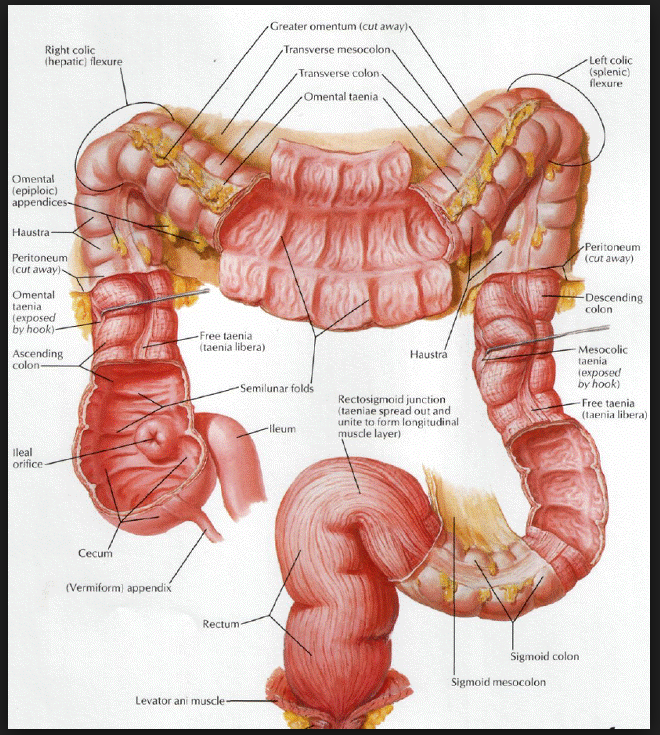 Greater omentum (cut away)
Transverse mesocolon
Transverse colon
Omental taenia
Right colic
(hepatic) flexure
Left colic
(splenic)
flexure
Omental
(epiploic)
appendices
Haustra
Peritoneum
(cut away)
Omental
taenia
(exposed
by hook)
Ascending
colon
Free taenia
(taenia libera)
Semilunar folds
Ileum
Ileal
orifice
Cecum
(Vermiform) appendix
Haustra
Peritoneum
(cut away)
Descending
colon
Mesocolic
taenia
(exposed
by hook)
Free taenia
(taenia libera)
Rectosigmoid junction
(taeniae spread out and
unite to form longitudinal
muscle layer)
Rectum
Levator ani muscle
Sigmoid colon
Sigmoid mesocolon